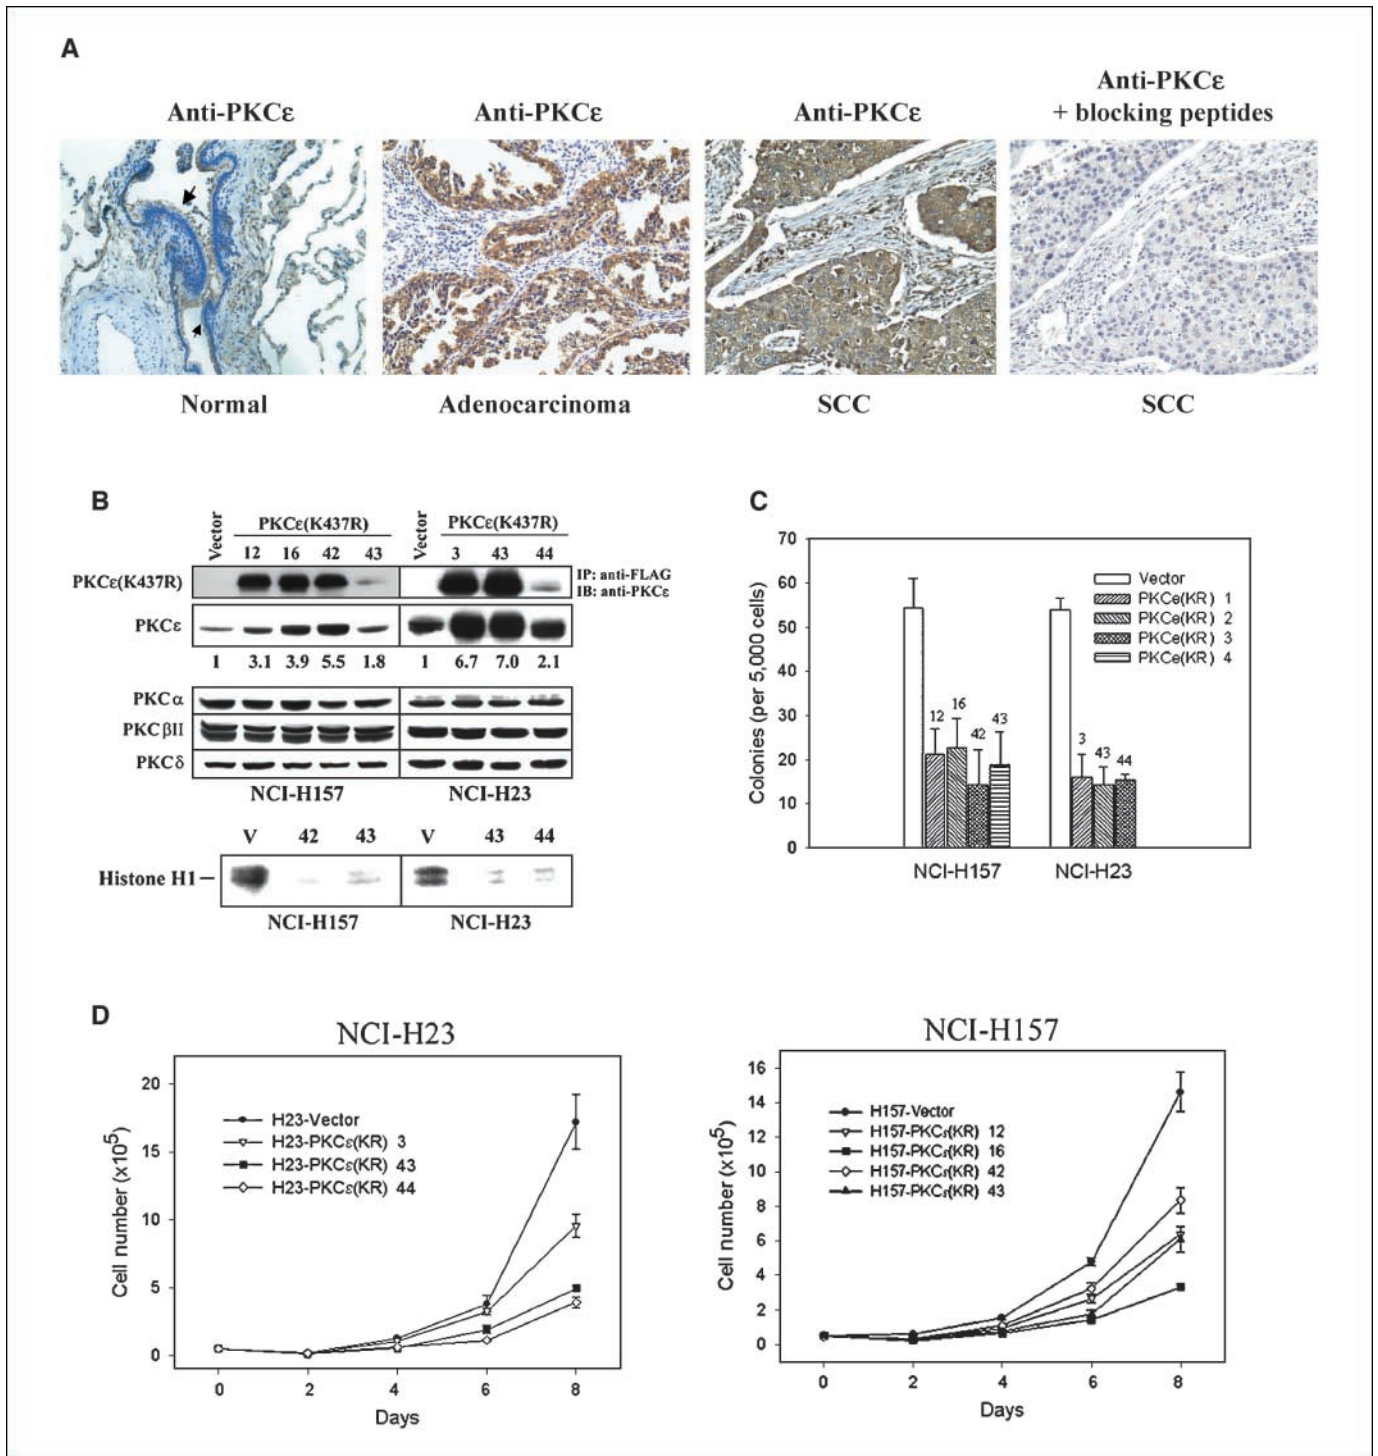 A
Anti-PKCε
Anti-PKCε
Anti-PKCε
Anti-PKCε
+ blocking peptides
Normal
Adenocarcinoma
SCC
SCC
B
Vector
PKCε(K437R)
12 16 42 43
Vector
PKCε(K437R)
3 43 44
PKCε(K437R)
IP: anti-FLAG
IB: anti-PKCε
PKCε
1 3.1 3.9 5.5 1.8 1 6.7 7.0 2.1
PKCα
PKCβII
PKCδ
NCI-H157 NCI-H23
V 42 43 V 43 44
Histone H1
NCI-H157 NCI-H23
C
Colonies (per 5,000 cells)
70
60
50
40
30
20
10
0
Vector
PKCe(KR) 1
PKCe(KR) 2
PKCe(KR) 3
PKCe(KR) 4
12 16 42 43
3 43 44
NCI-H157 NCI-H23
D
NCI-H23
Cell number (x10⁵)
20
15
10
5
0
H23-Vector
H23-PKCε(KR) 3
H23-PKCε(KR) 43
H23-PKCε(KR) 44
0 2 4 6 8
Days
NCI-H157
Cell number (x10⁵)
16
14
12
10
8
6
4
2
0
H157-Vector
H157-PKCε(KR) 12
H157-PKCε(KR) 16
H157-PKCε(KR) 42
H157-PKCε(KR) 43
0 2 4 6 8
Days